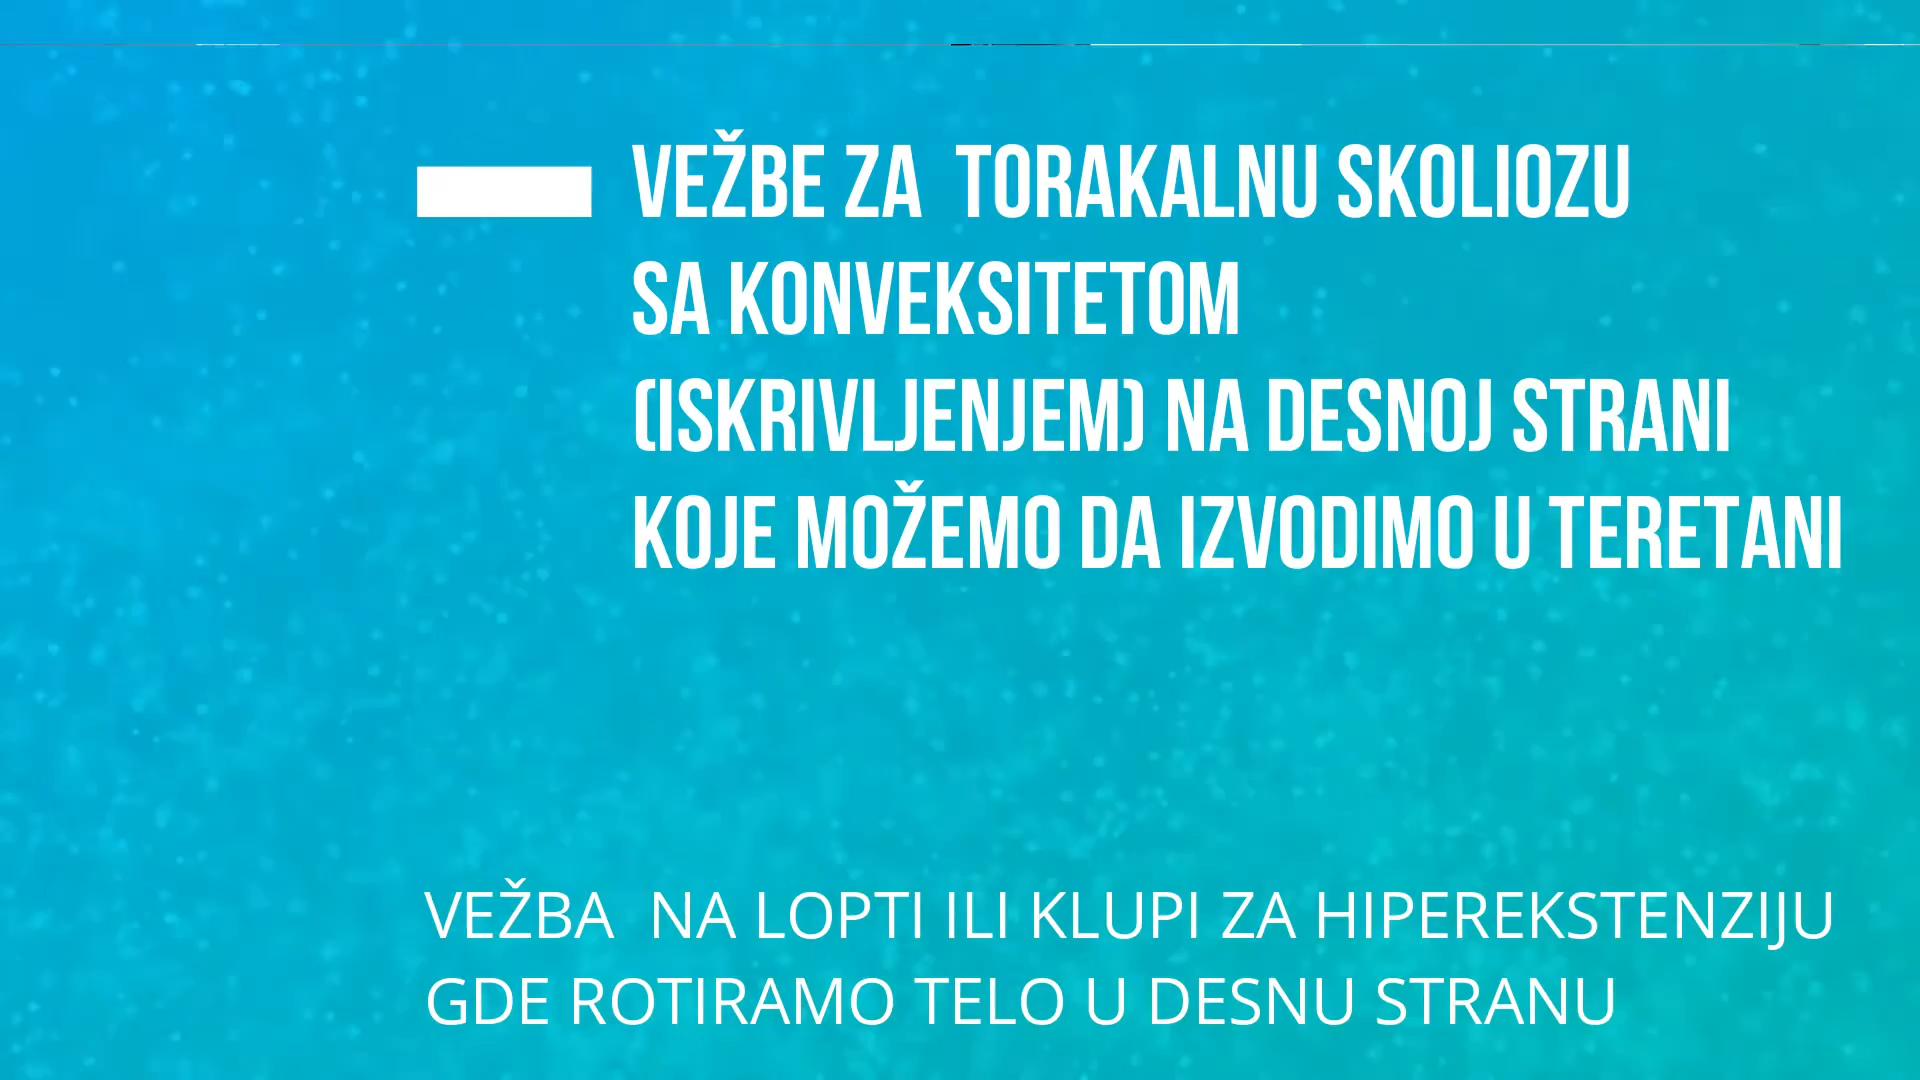 VEŽBE ZA TORAKALNU SKOLIOZU
SA KONVEKSITETOM
(ISKRIVLJENJEM) NA DESNOJ STRANI
KOJE MOŽEMO DA IZVODIMO U TERETANI
VEŽBA NA LOPTI ILI KLUPI ZA HIPEREKSTENZIJU
GDE ROTIRAMO TELO U DESNU STRANU